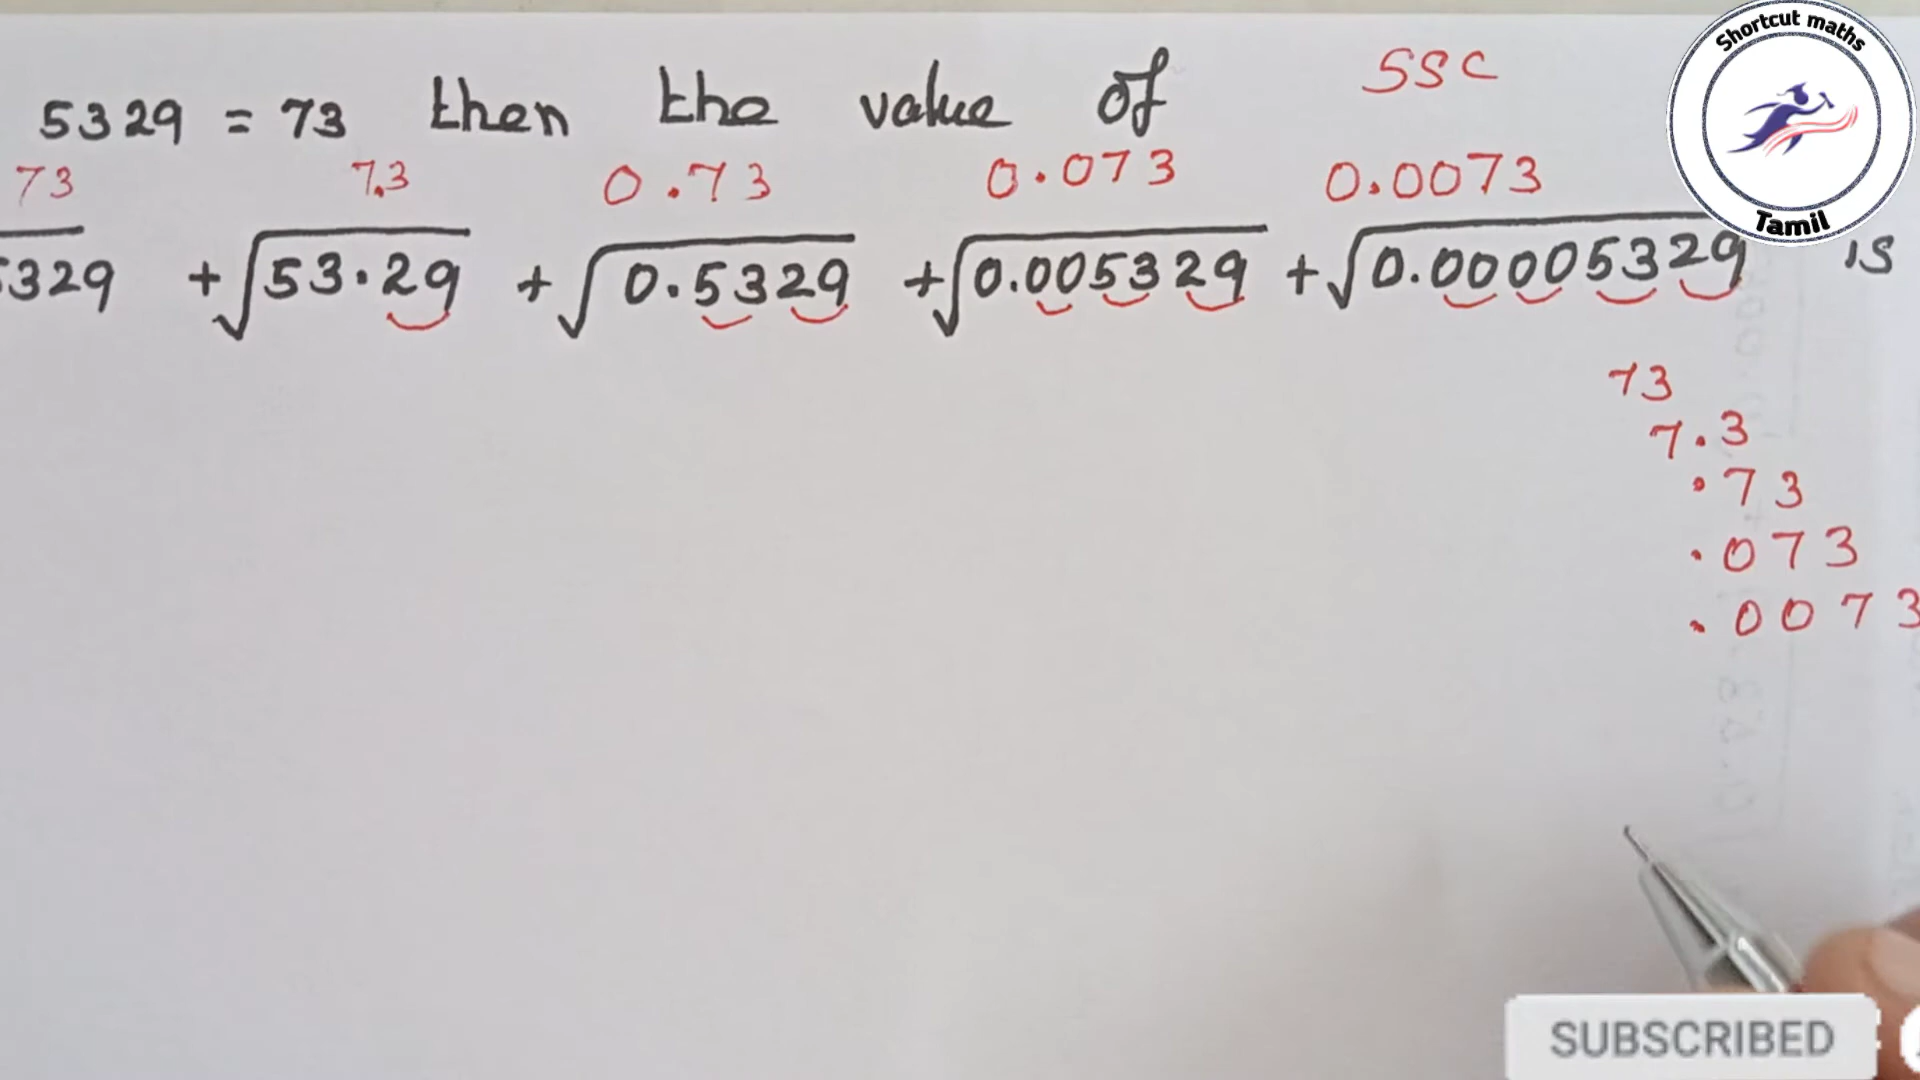 SSC
Shortcut maths
Tamil
5329 = 73 then the value of
73 7.3 0.73 0.073 0.0073
5329 + √53.29 + √0.5329 + √0.005329 + √0.00005329 is
73
7.3
.73
.073
.0073
SUBSCRIBED